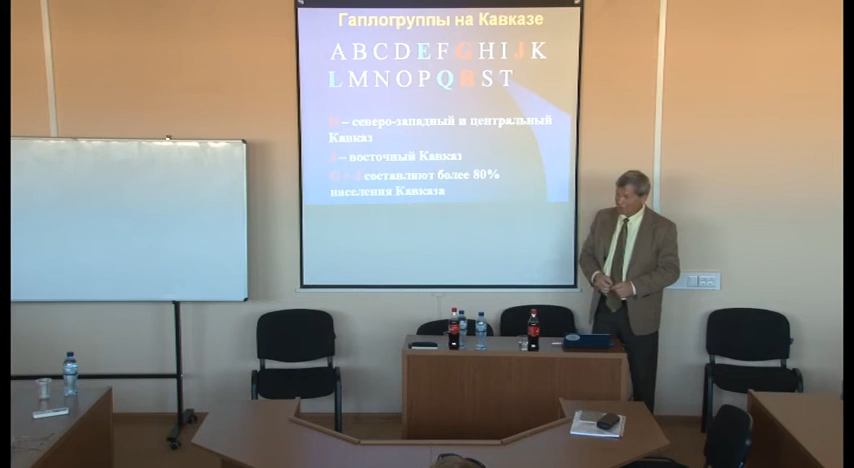 Гаплогруппы на Кавказе
A B C D E F G H I J K
L M N O P Q R S T
G – северо-западный и центральный
Кавказ
J – восточный Кавказ
G + J составляют более 80%
населения Кавказа